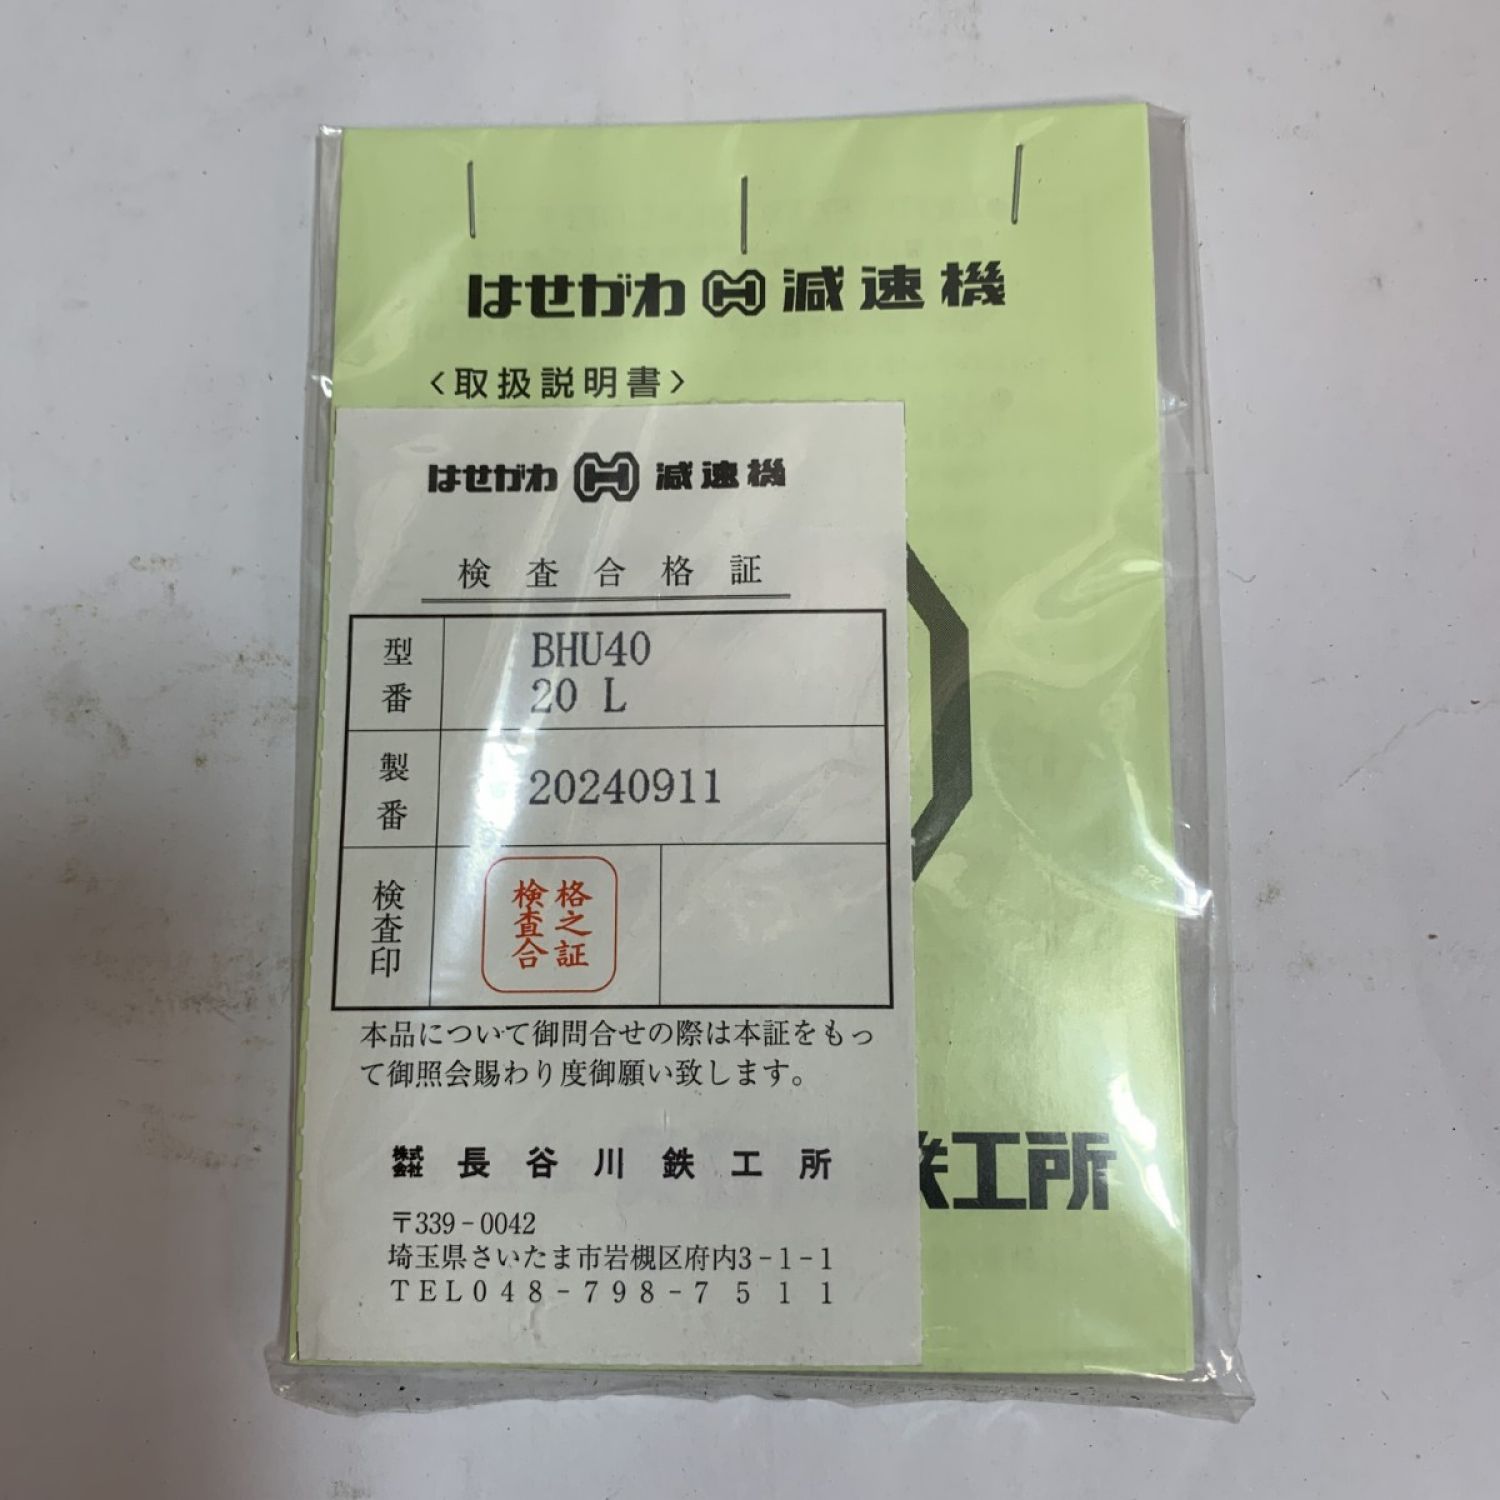 はせがわ 減速機
〈取扱説明書〉
はせがわ 減速機
検査合格証
型番 BHU40
20 L
製番 20240911
検査印 検査合格之証
本品について御問合せの際は本証をもっ
て御照会賜わり度御願い致します。
株式会社 長谷川鉄工所
〒339-0042
埼玉県さいたま市岩槻区府内3-1-1
TEL048-798-7511
鉄工所